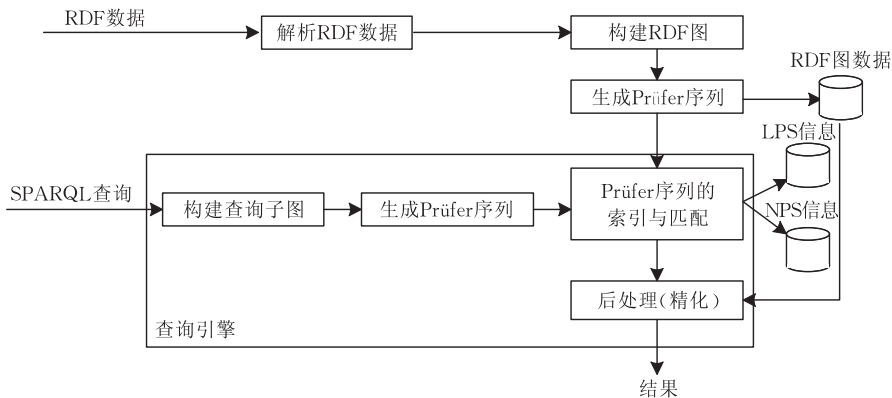 RDF数据
解析RDF数据
构建RDF图
RDF图数据
生成Prüfer序列
LPS信息
SPARQL查询
构建查询子图
生成Prüfer序列
Prüfer序列的
索引与匹配
NPS信息
后处理(精化)
查询引擎
结果